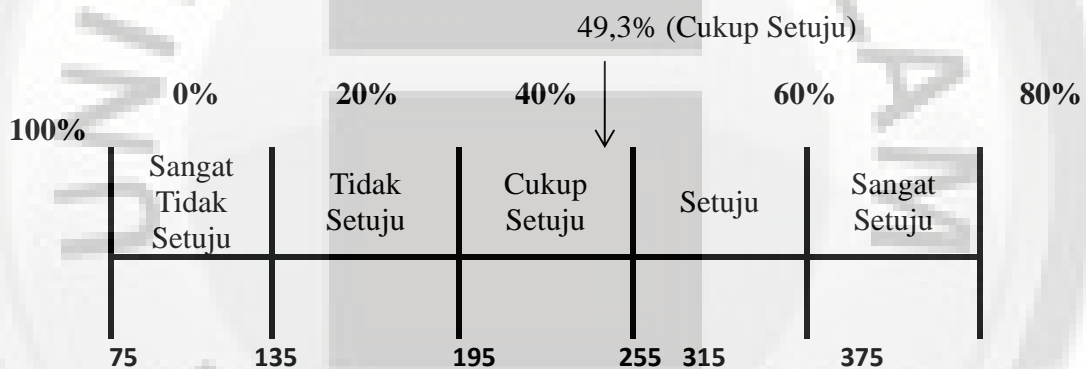 49,3% (Cukup Setuju)
0% 20% 40% 60% 80%
100%
Sangat Tidak Setuju
Tidak Setuju
Cukup Setuju
Setuju
Sangat Setuju
75 135 195 255 315 375